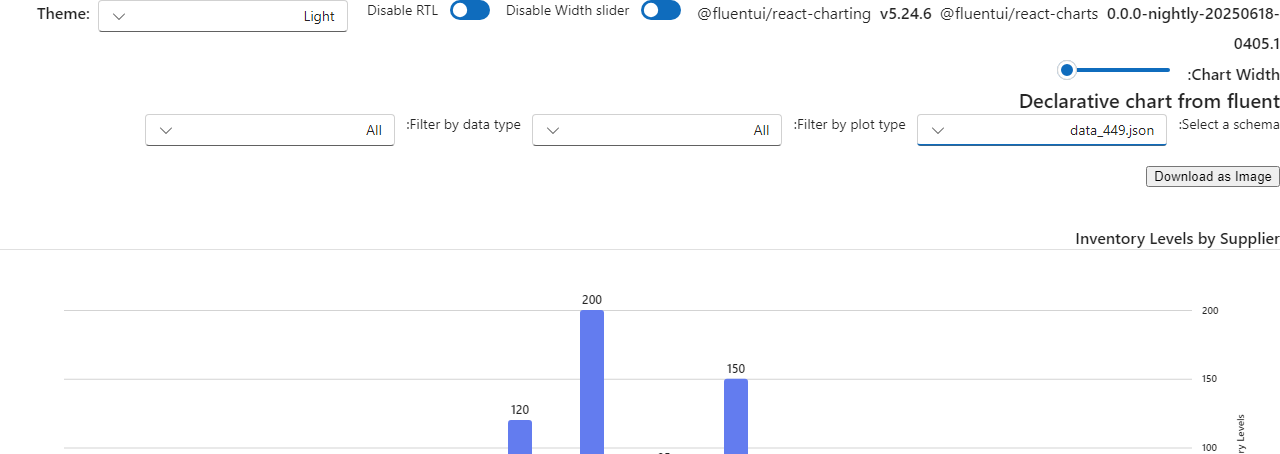 Theme: Light Disable RTL Disable Width slider @fluentui/react-charting v5.24.6 @fluentui/react-charts 0.0.0-nightly-20250618-
0405.1
:Chart Width
Declarative chart from fluent
All :Filter by data type All :Filter by plot type data_449.json :Select a schema
Download as Image
Inventory Levels by Supplier
200
200
150
150
120
100
Levels